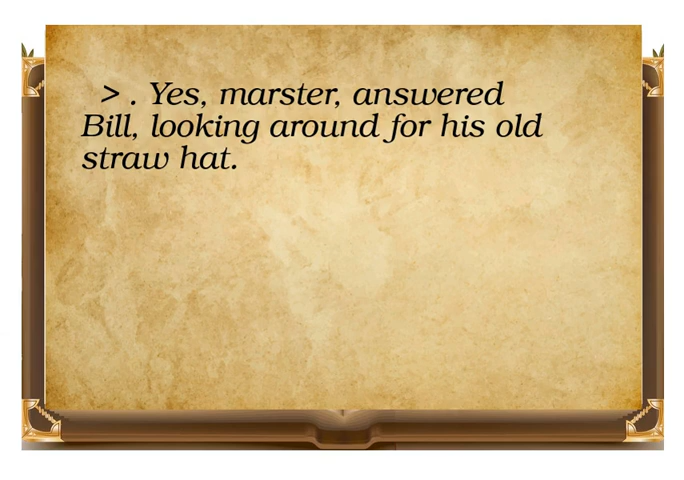 > . Yes, marster, answered
Bill, looking around for his old
straw hat.